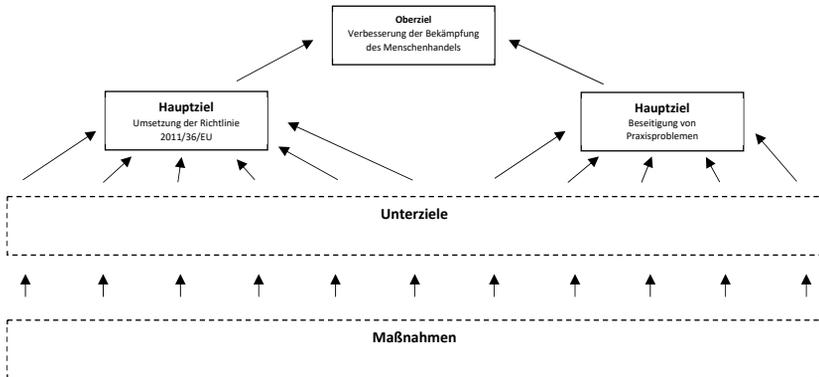 Oberziel
Verbesserung der Bekämpfung
des Menschenhandels
Hauptziel
Umsetzung der Richtlinie
2011/36/EU
Hauptziel
Beseitigung von
Praxisproblemen
Unterziele
Maßnahmen